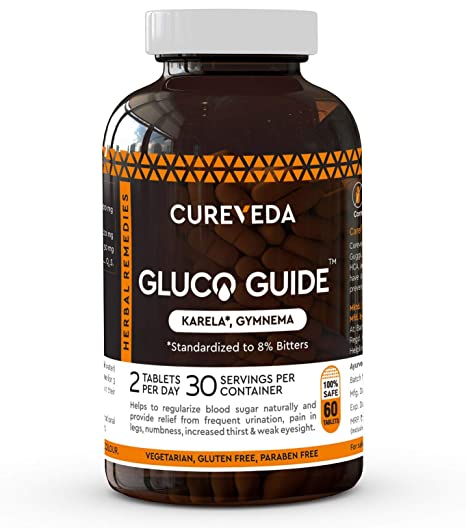 CUREVEDA
GLUCO GUIDE™
KARELA*, GYMNEMA
*Standardized to 8% Bitters
2 TABLETS PER DAY 30 SERVINGS PER CONTAINER
Helps to regularize blood sugar naturally and
provide relief from frequent urination, pain in
legs, numbness, increased thirst & weak eyesight.
100% SAFE
60
TABLETS
VEGETARIAN, GLUTEN FREE, PARABEN FREE
HERBAL REMEDIES